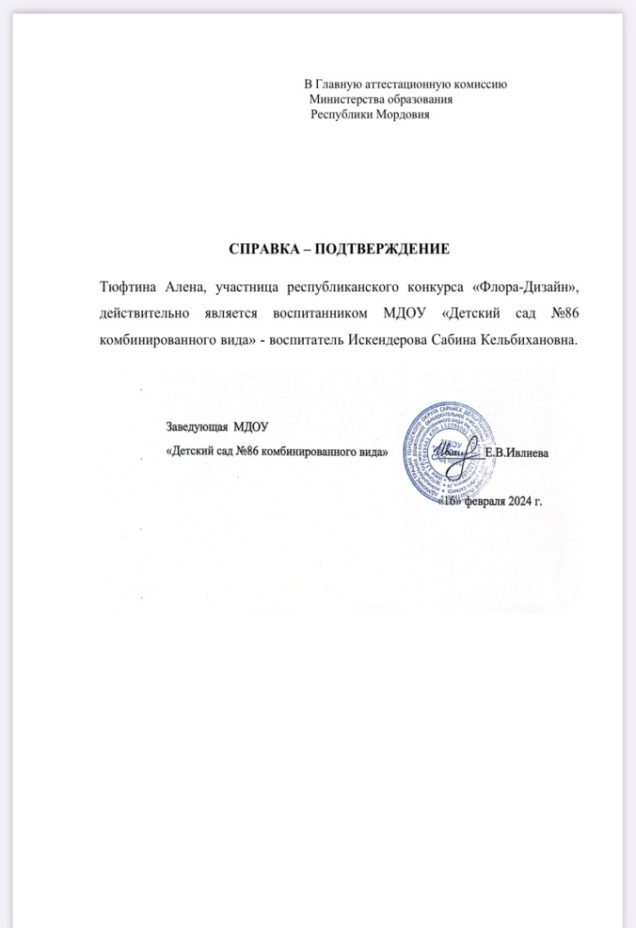 В Главную аттестационную комиссию
Министерства образования
Республики Мордовия
СПРАВКА – ПОДТВЕРЖДЕНИЕ
Тюфтина Алена, участница республиканского конкурса «Флора-Дизайн»,
действительно является воспитанником МДОУ «Детский сад №86
комбинированного вида» - воспитатель Искендерова Сабина Кельбихановна.
Заведующая МДОУ
«Детский сад №86 комбинированного вида» Е.В.Ивлиева
МДОУ
«16» февраля 2024 г.